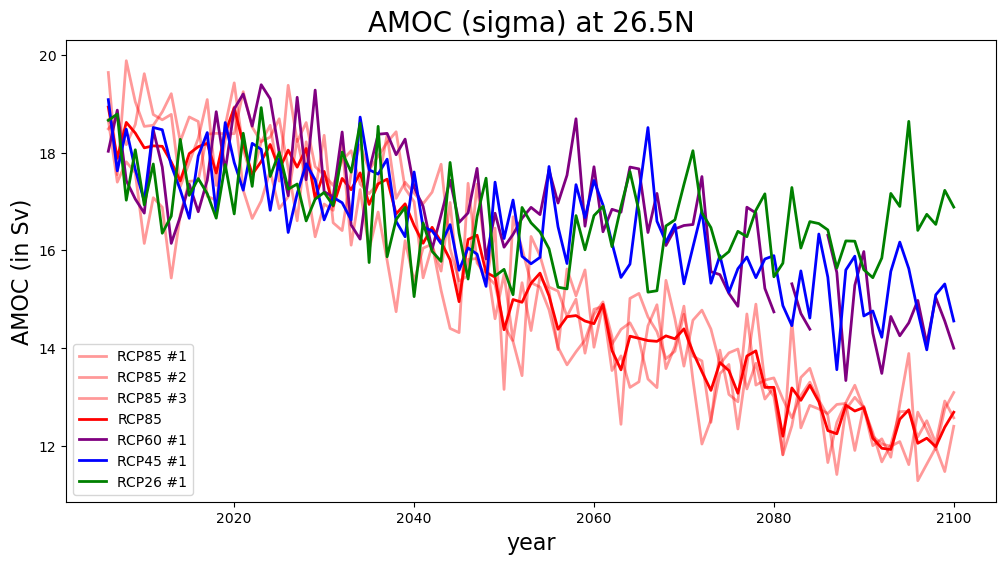 AMOC (sigma) at 26.5N
AMOC (in Sv)
20
18
16
14
12
RCP85 #1
RCP85 #2
RCP85 #3
RCP85
RCP60 #1
RCP45 #1
RCP26 #1
2020
2040
2060
2080
2100
year